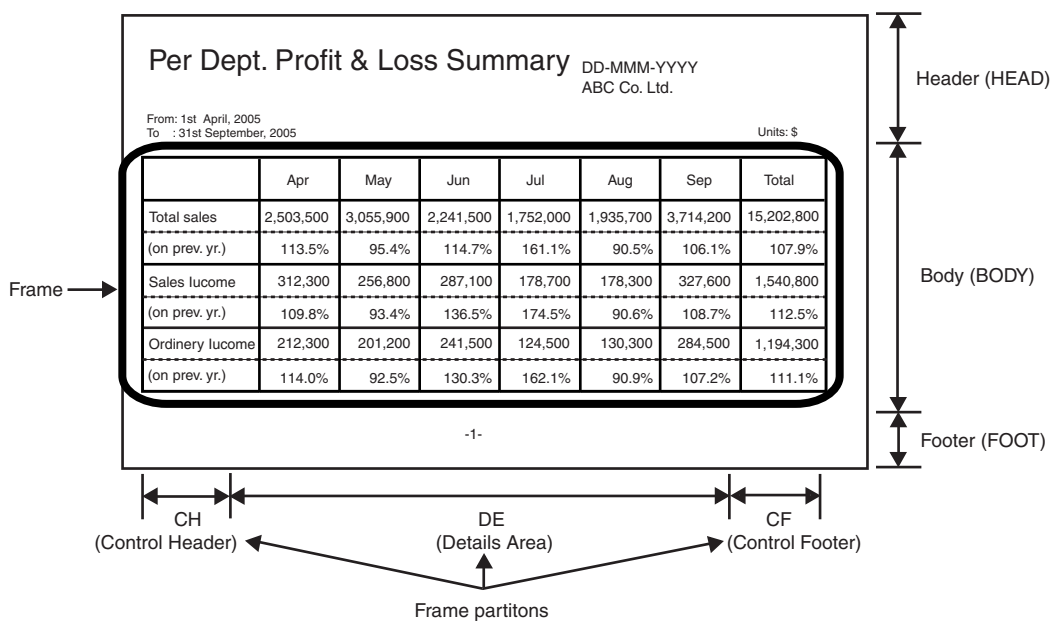 Per Dept. Profit & Loss Summary
DD-MMM-YYYY
ABC Co. Ltd.
Header (HEAD)
From: 1st April, 2005
To : 31st September, 2005
Units: $
Apr May Jun Jul Aug Sep Total
Total sales 2,503,500 3,055,900 2,241,500 1,752,000 1,935,700 3,714,200 15,202,800
(on prev. yr.) 113.5% 95.4% 114.7% 161.1% 90.5% 106.1% 107.9%
Sales Iucome 312,300 256,800 287,100 178,700 178,300 327,600 1,540,800
(on prev. yr.) 109.8% 93.4% 136.5% 174.5% 90.6% 108.7% 112.5%
Ordinery Iucome 212,300 201,200 241,500 124,500 130,300 284,500 1,194,300
(on prev. yr.) 114.0% 92.5% 130.3% 162.1% 90.9% 107.2% 111.1%
Frame
Body (BODY)
-1-
Footer (FOOT)
CH
(Control Header)
DE
(Details Area)
CF
(Control Footer)
Frame partitons